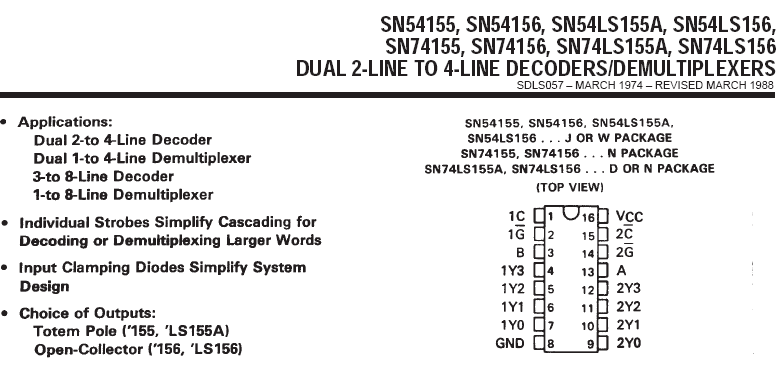 SN54155, SN54156, SN54LS155A, SN54LS156,
SN74155, SN74156, SN74LS155A, SN74LS156
DUAL 2-LINE TO 4-LINE DECODERS/DEMULTIPLEXERS
SDLS057 – MARCH 1974 – REVISED MARCH 1988
• Applications:
Dual 2-to 4-Line Decoder
Dual 1-to 4-Line Demultiplexer
3-to 8-Line Decoder
1-to 8-Line Demultiplexer
• Individual Strobes Simplify Cascading for
Decoding or Demultiplexing Larger Words
• Input Clamping Diodes Simplify System
Design
• Choice of Outputs:
Totem Pole ('155, 'LS155A)
Open-Collector ('156, 'LS156)
SN54155, SN54156, SN54LS155A,
SN54LS156 . . . J OR W PACKAGE
SN74155, SN74156 . . . N PACKAGE
SN74LS155A, SN74LS156 . . . D OR N PACKAGE
(TOP VIEW)
1C 1 16 VCC
1G̅ 2 15 2C̅
B 3 14 2G̅
1Y3 4 13 A
1Y2 5 12 2Y3
1Y1 6 11 2Y2
1Y0 7 10 2Y1
GND 8 9 2Y0